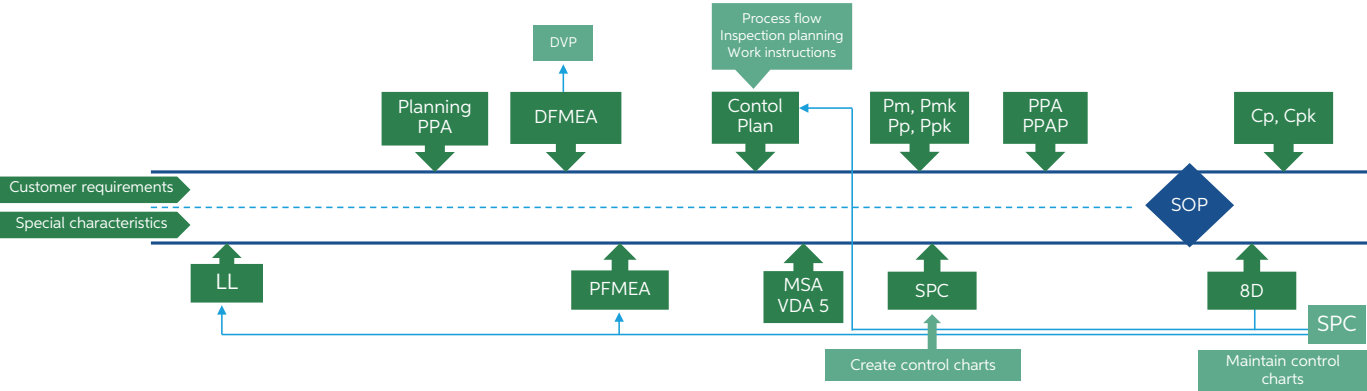 Process flow
Inspection planning
Work instructions
DVP
Planning
PPA
DFMEA
Contol
Plan
Pm, Pmk
Pp, Ppk
PPA
PPAP
Cp, Cpk
Customer requirements
Special characteristics
SOP
LL
PFMEA
MSA
VDA 5
SPC
8D
SPC
Create control charts
Maintain control
charts